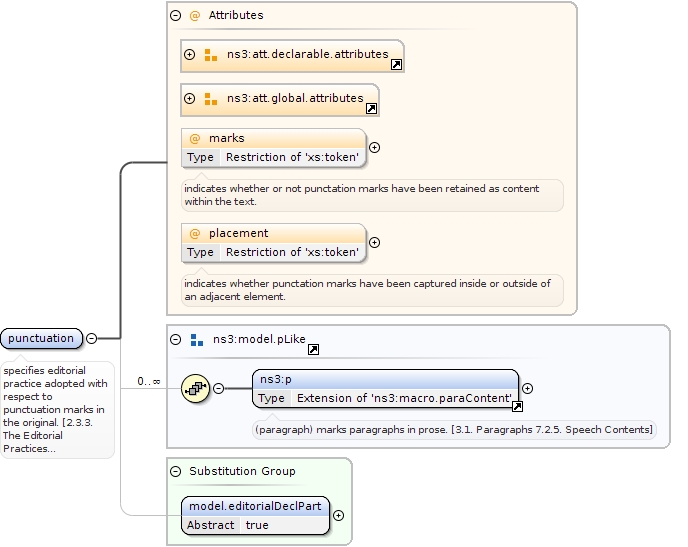 @ Attributes
ns3:att.declarable.attributes
ns3:att.global.attributes
@ marks
Type Restriction of 'xs:token'
indicates whether or not punctation marks have been retained as content
within the text.
@ placement
Type Restriction of 'xs:token'
indicates whether punctation marks have been captured inside or outside of
an adjacent element.
punctuation
specifies editorial
practice adopted with
respect to
punctuation marks in
the original. [2.3.3.
The Editorial
Practices...
ns3:model.pLike
0..∞
ns3:p
Type Extension of 'ns3:macro.paraContent'
(paragraph) marks paragraphs in prose. [3.1. Paragraphs 7.2.5. Speech Contents]
Substitution Group
model.editorialDeclPart
Abstract true